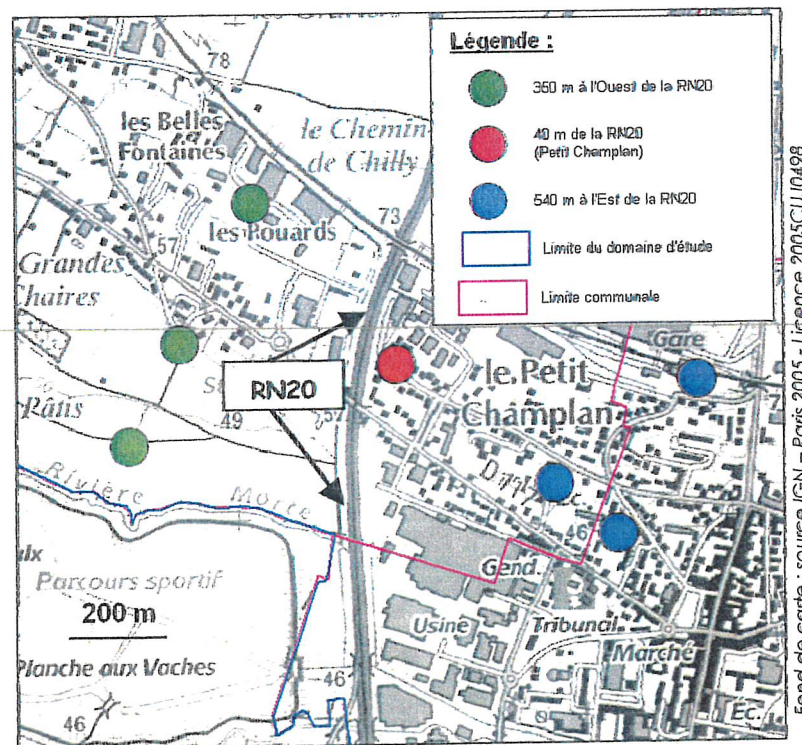 Légende :
360 m à l'Ouest de la RN20
40 m de la RN20
(Petit Champlan)
540 m à l'Est de la RN20
Limite du domaine d'étude
Limite communale
78
les Belles
Fontaines
le Chemin
de Chilly
73
les Rouards
57
Grandes
Chaires
Gare
RN20
le Petit
Champlan
49
Pâtis
Rivière Morte
46
Gend.
Parcours sportif
200 m
Usine
Tribunal
Marché
Planche aux Vaches
46
46
Éc.
Fond de carte : source IGN – Paris 2005 - Licence 2005CUJ0498